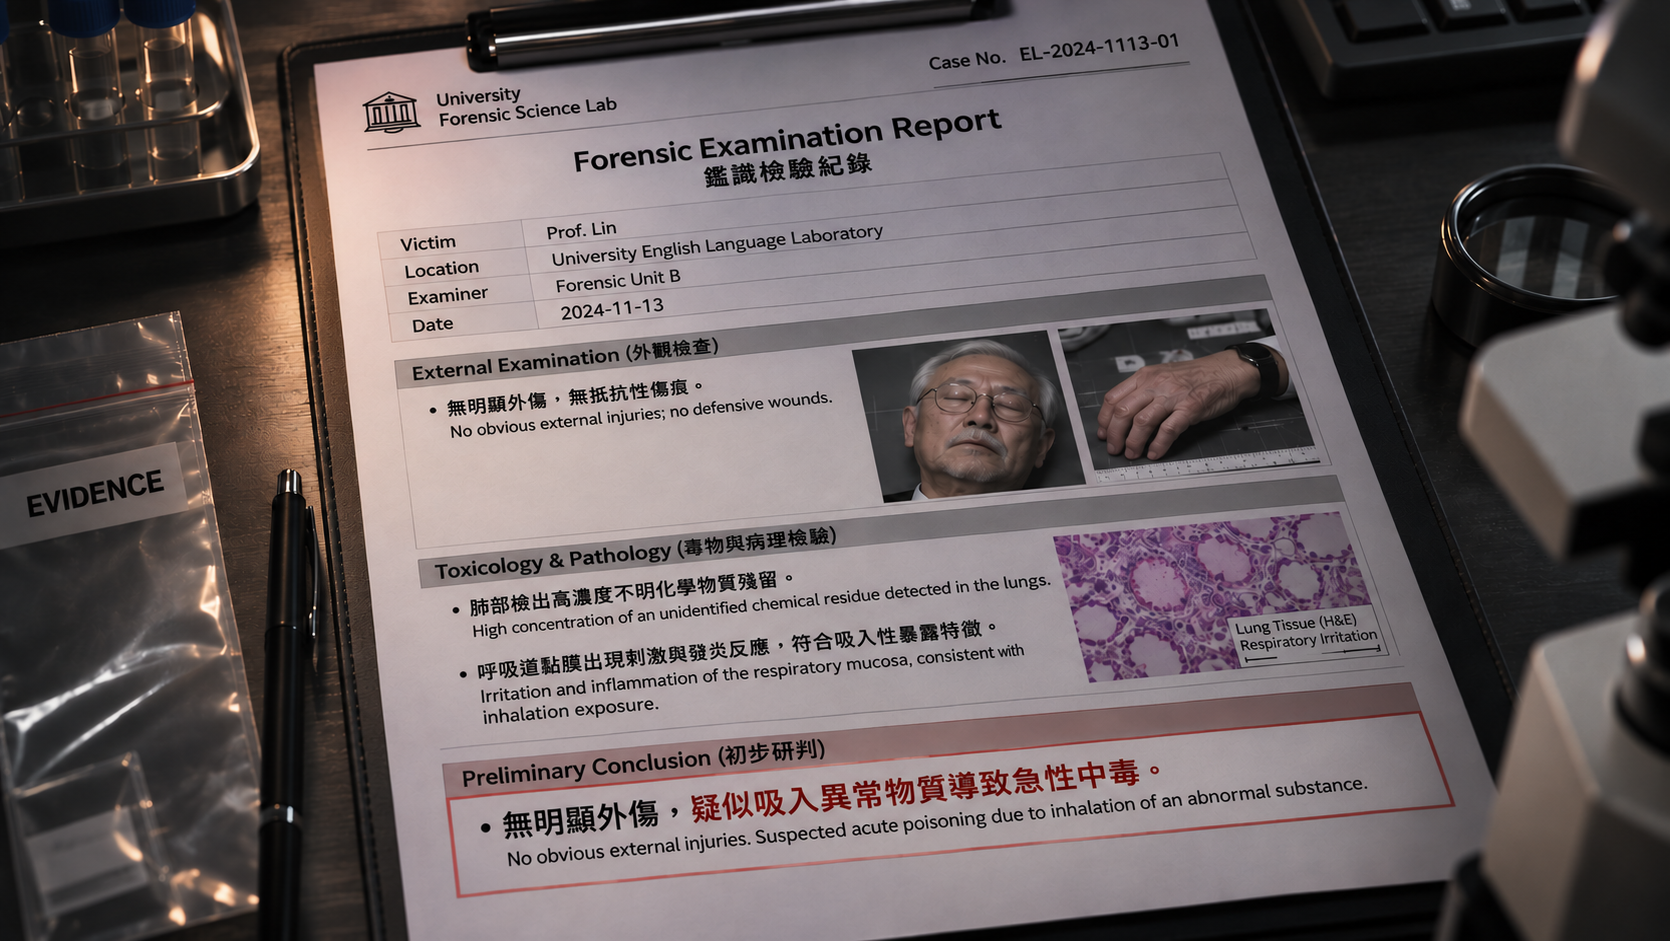 Case No. EL-2024-1113-01
University
Forensic Science Lab
Forensic Examination Report
鑑識檢驗紀錄
Victim Prof. Lin
Location University English Language Laboratory
Examiner Forensic Unit B
Date 2024-11-13
External Examination (外觀檢查)
• 無明顯外傷，無抵抗性傷痕。
No obvious external injuries; no defensive wounds.
Toxicology & Pathology (毒物與病理檢驗)
• 肺部檢出高濃度不明化學物質殘留。
High concentration of an unidentified chemical residue detected in the lungs.
• 呼吸道黏膜出現刺激與發炎反應，符合吸入性暴露特徵。
Irritation and inflammation of the respiratory mucosa, consistent with
inhalation exposure.
Lung Tissue (H&E)
Respiratory Irritation
Preliminary Conclusion (初步研判)
• 無明顯外傷，疑似吸入異常物質導致急性中毒。
No obvious external injuries. Suspected acute poisoning due to inhalation of an abnormal substance.
EVIDENCE